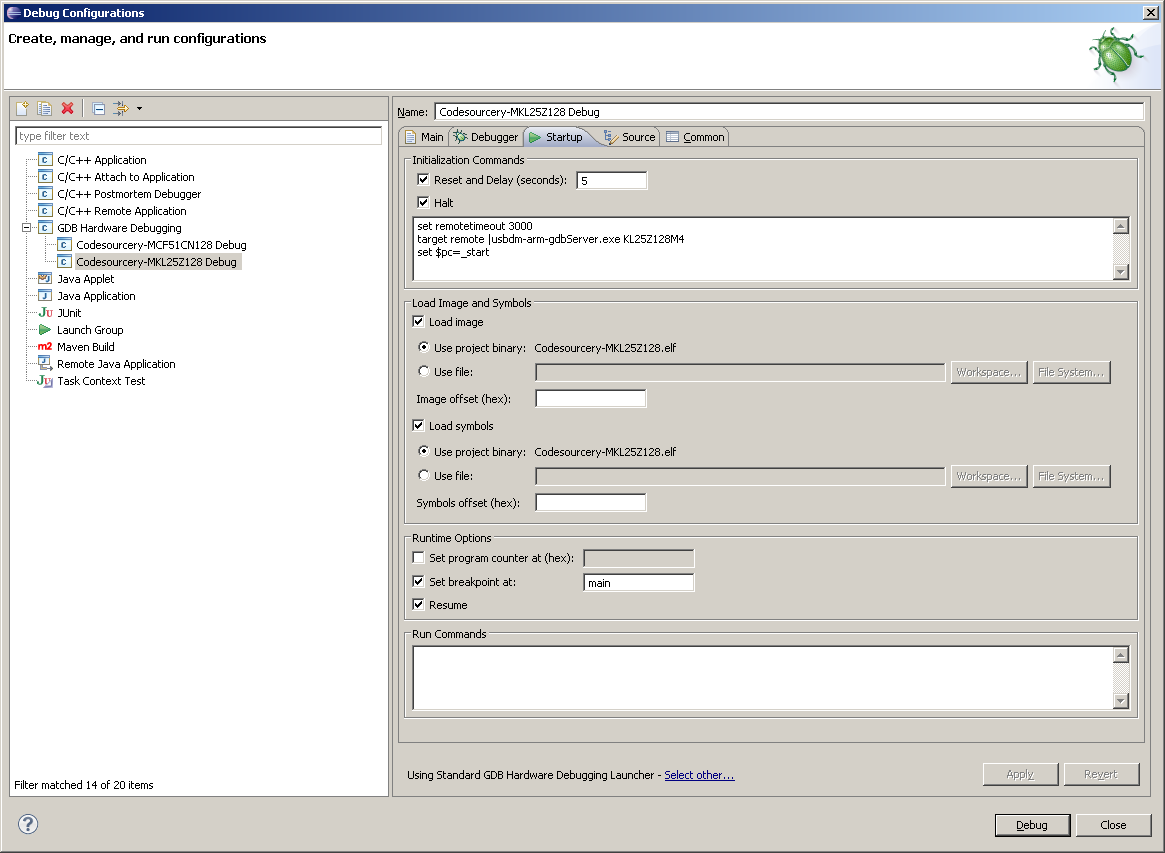 Debug Configurations
Create, manage, and run configurations
type filter text
C/C++ Application
C/C++ Attach to Application
C/C++ Postmortem Debugger
C/C++ Remote Application
GDB Hardware Debugging
Codesourcery-MCF51CN128 Debug
Codesourcery-MKL25Z128 Debug
Java Applet
Java Application
JUnit
Launch Group
Maven Build
Remote Java Application
Task Context Test
Filter matched 14 of 20 items
Name: Codesourcery-MKL25Z128 Debug
Main Debugger Startup Source Common
Initialization Commands
Reset and Delay (seconds): 5
Halt
set remotetimeout 3000
target remote |usbdm-arm-gdbServer.exe KL25Z128M4
set $pc=_start
Load Image and Symbols
Load image
Use project binary: Codesourcery-MKL25Z128.elf
Use file: Workspace... File System...
Image offset (hex):
Load symbols
Use project binary: Codesourcery-MKL25Z128.elf
Use file: Workspace... File System...
Symbols offset (hex):
Runtime Options
Set program counter at (hex):
Set breakpoint at: main
Resume
Run Commands
Using Standard GDB Hardware Debugging Launcher - Select other...
Apply Revert
? Debug Close